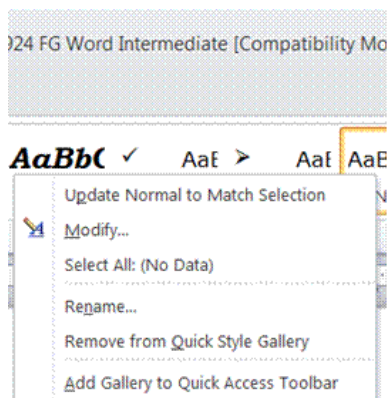 924 FG Word Intermediate [Compatibility Mo
AaBbC ✓ AaE ➢ AaE AaB
Update Normal to Match Selection
Modify...
Select All: (No Data)
Rename...
Remove from Quick Style Gallery
Add Gallery to Quick Access Toolbar